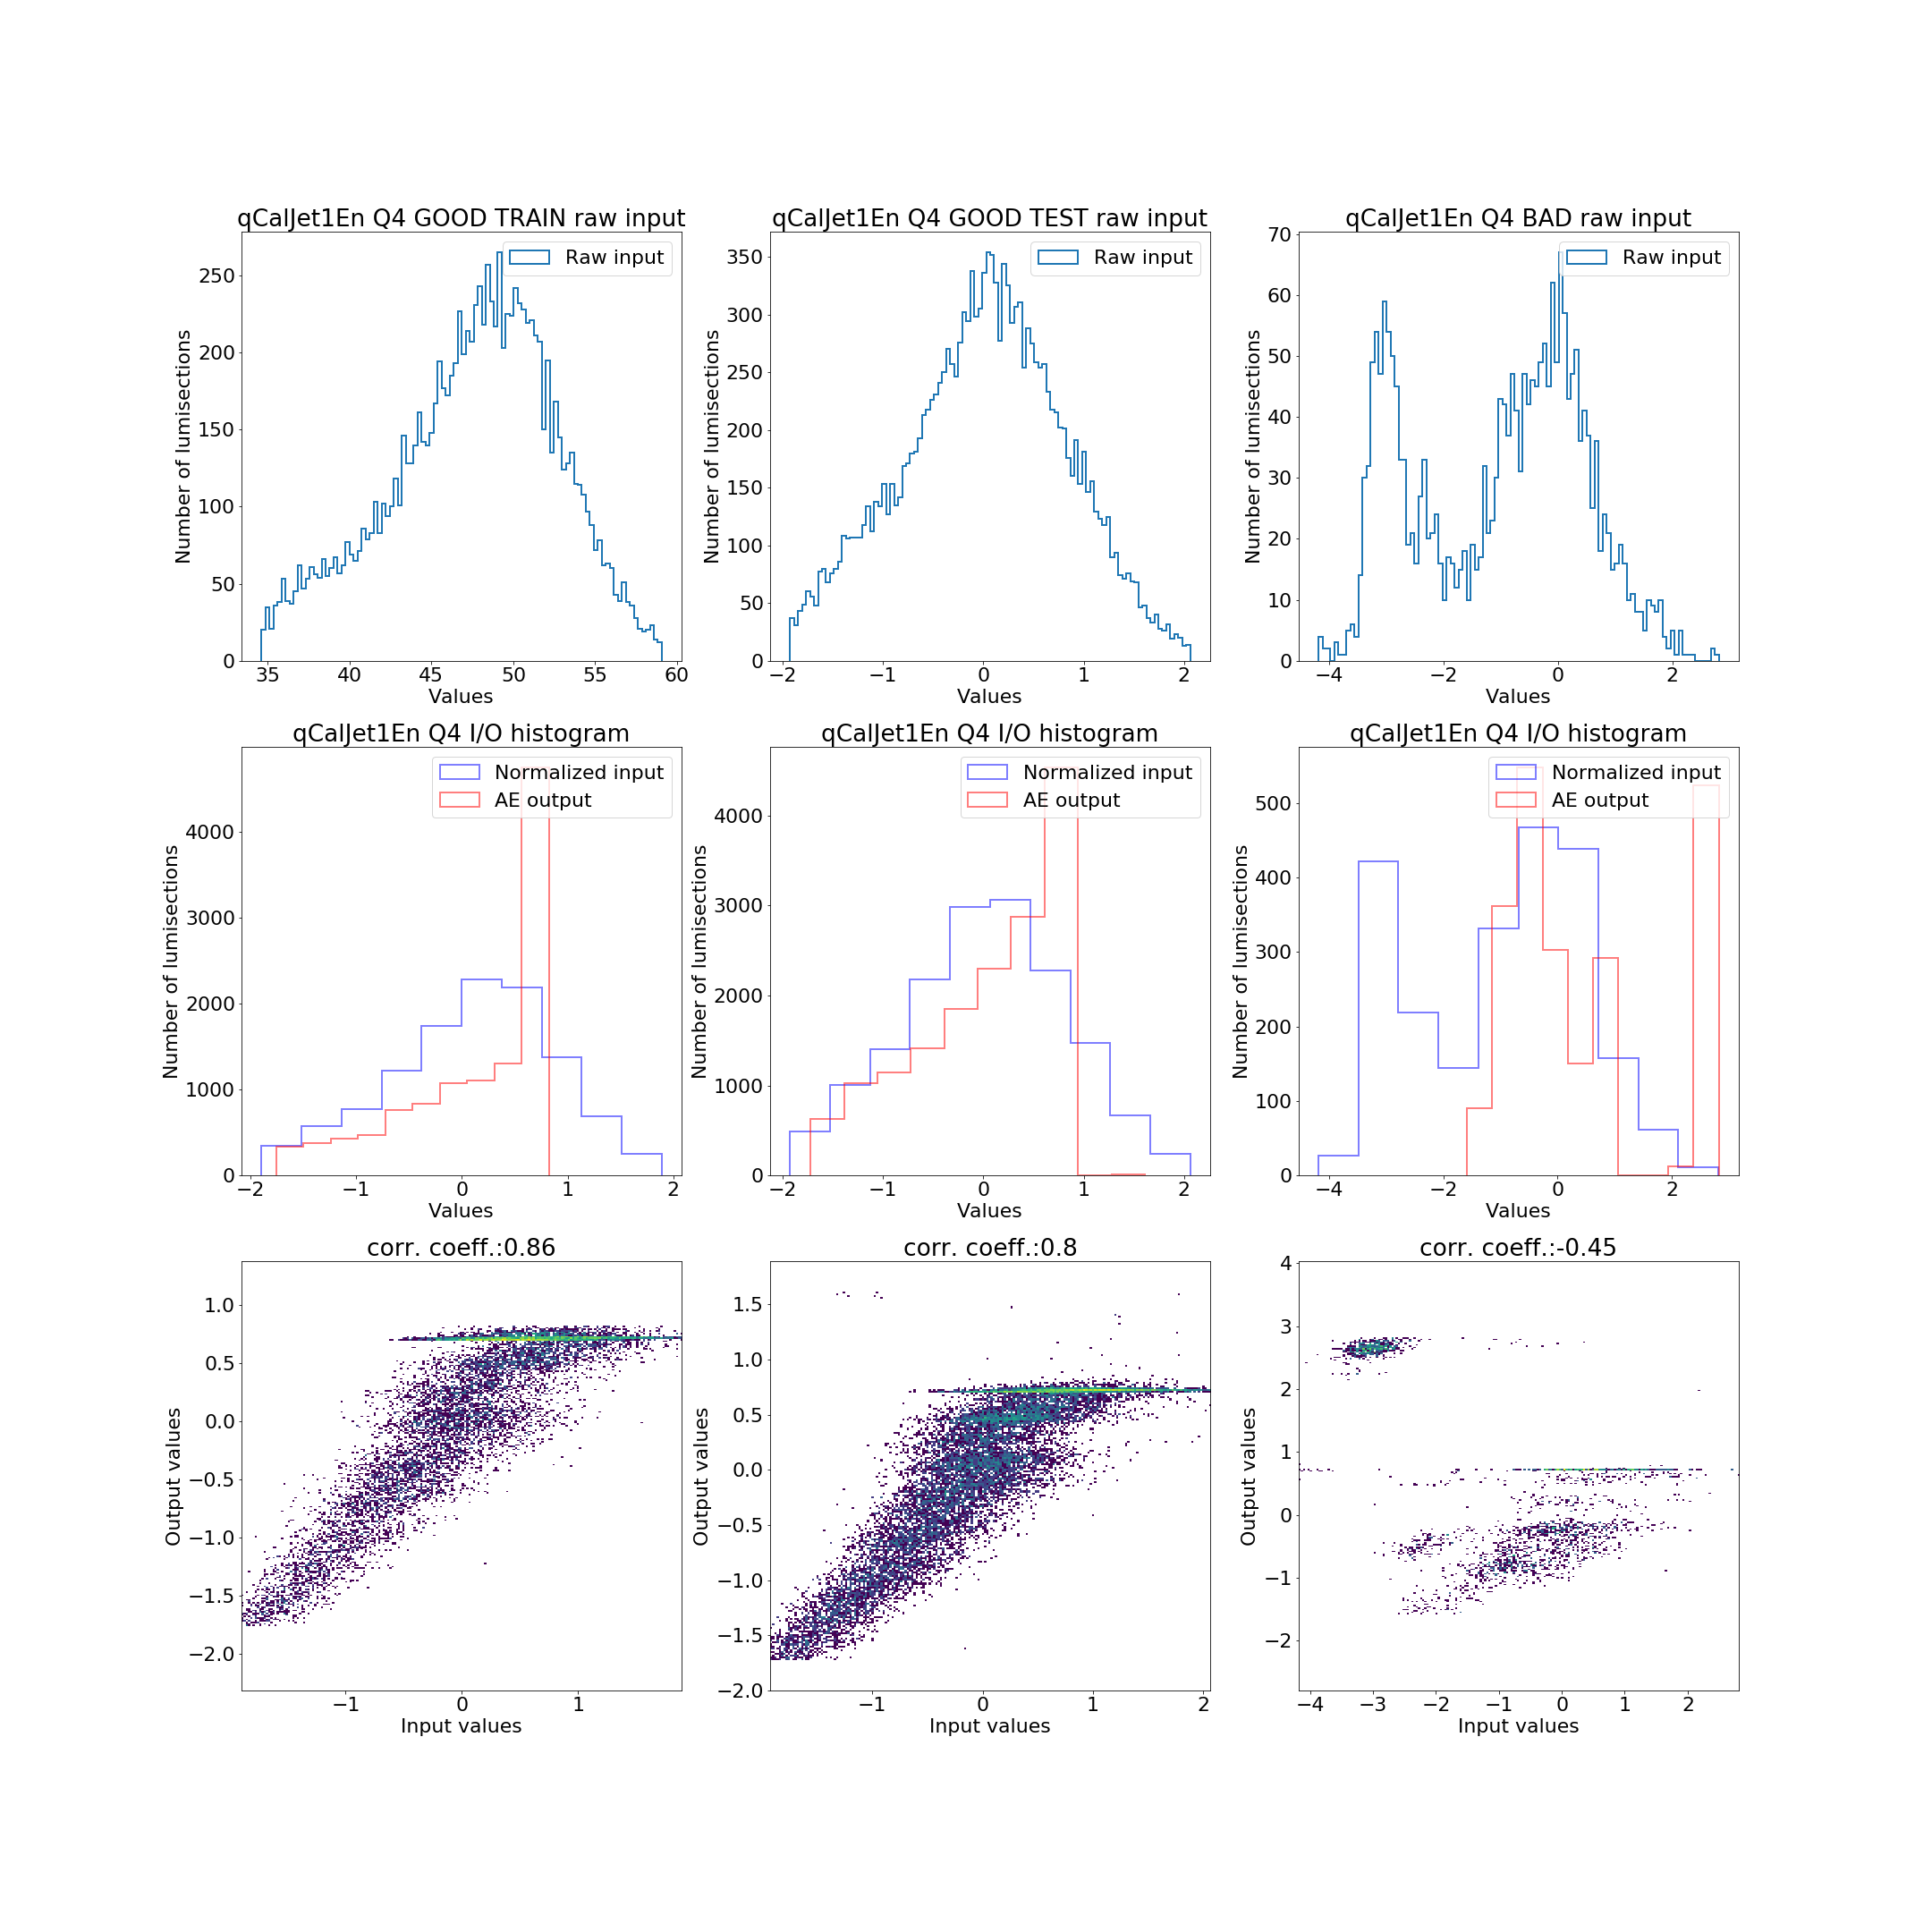 qCalJet1En Q4 GOOD TRAIN raw input
Raw input
250
200
150
100
50
0
Number of lumisections
35 40 45 50 55 60
Values
qCalJet1En Q4 GOOD TEST raw input
Raw input
350
300
250
200
150
100
50
0
Number of lumisections
−2 −1 0 1 2
Values
qCalJet1En Q4 BAD raw input
Raw input
70
60
50
40
30
20
10
0
Number of lumisections
−4 −2 0 2
Values
qCalJet1En Q4 I/O histogram
Normalized input
AE output
4000
3000
2000
1000
0
Number of lumisections
−2 −1 0 1 2
Values
qCalJet1En Q4 I/O histogram
Normalized input
AE output
4000
3000
2000
1000
0
Number of lumisections
−2 −1 0 1 2
Values
qCalJet1En Q4 I/O histogram
Normalized input
AE output
500
400
300
200
100
0
Number of lumisections
−4 −2 0 2
Values
corr. coeff.:0.86
1.0
0.5
0.0
−0.5
−1.0
−1.5
−2.0
Output values
−1 0 1
Input values
corr. coeff.:0.8
1.5
1.0
0.5
0.0
−0.5
−1.0
−1.5
−2.0
Output values
−1 0 1 2
Input values
corr. coeff.:-0.45
4
3
2
1
0
−1
−2
Output values
−4 −3 −2 −1 0 1 2
Input values